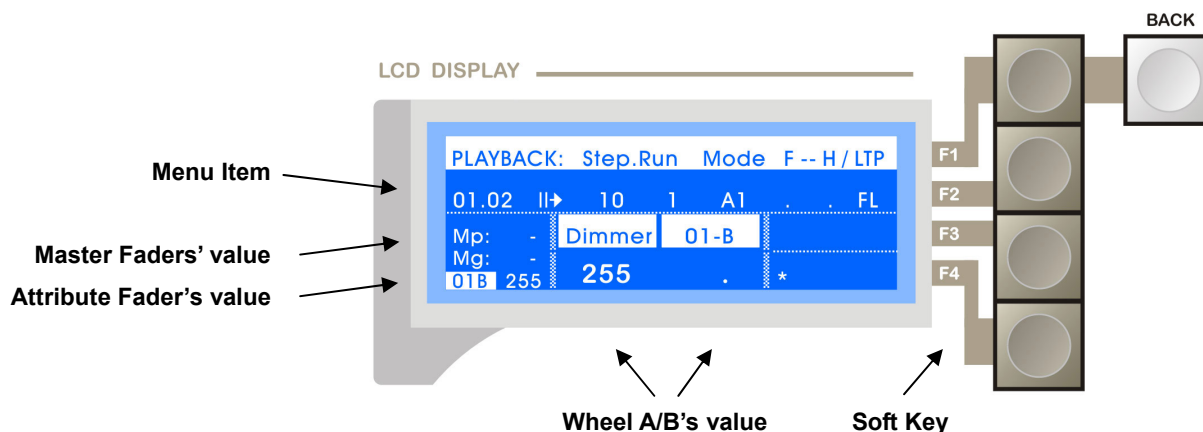 BACK
LCD DISPLAY
PLAYBACK: Step.Run Mode F -- H / LTP
F1
Menu Item
01.02 II➔ 10 1 A1 . . FL
F2
Mp: - Dimmer 01-B
F3
Master Faders' value
Mg: -
F4
Attribute Fader's value
01B 255 255 . *
Wheel A/B's value Soft Key